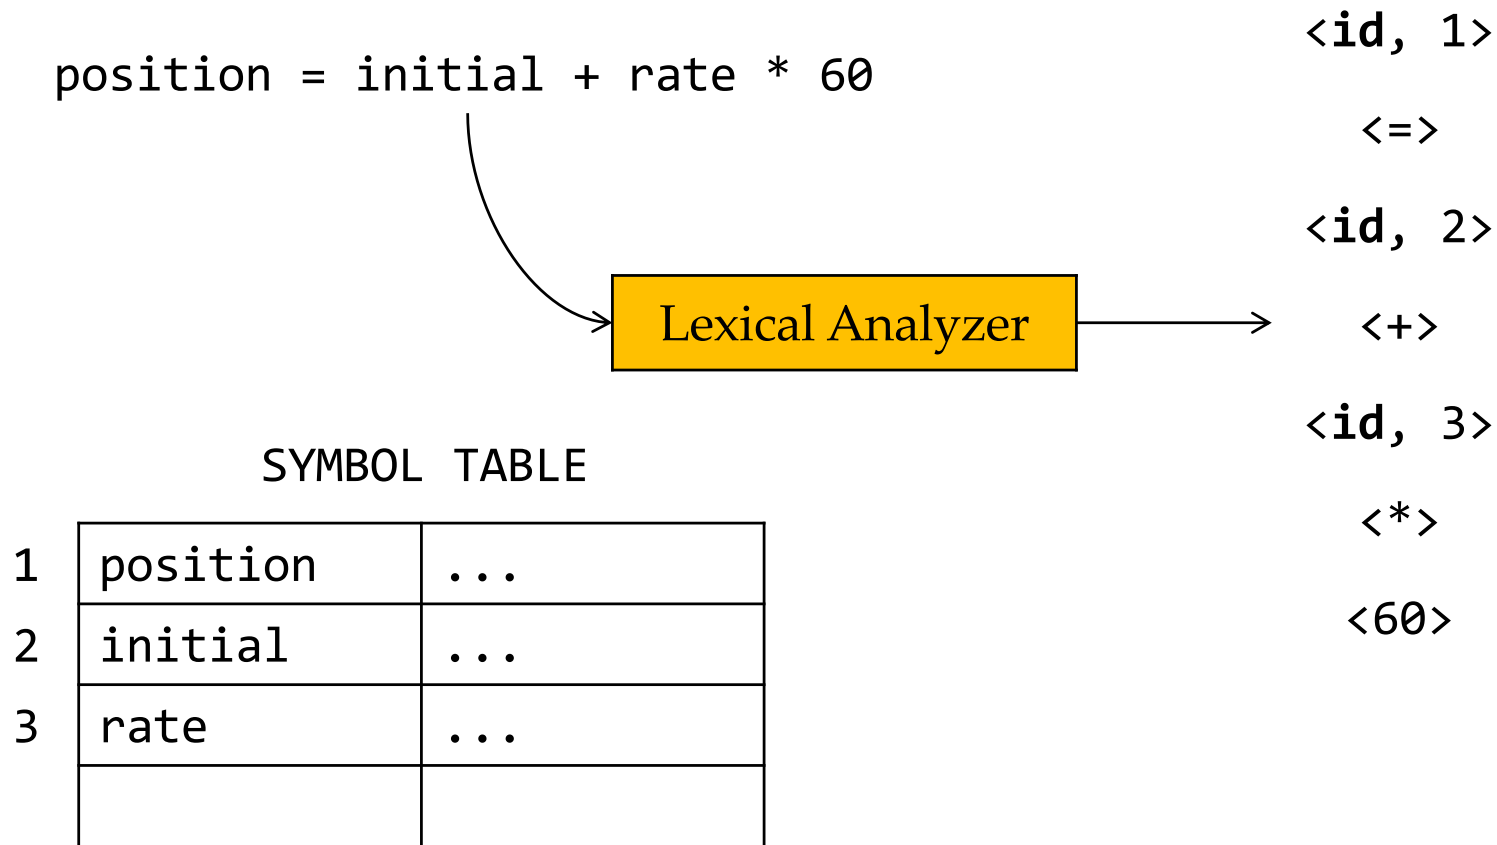 position = initial + rate * 60
Lexical Analyzer
<id, 1>
<=>
<id, 2>
<+>
<id, 3>
<*>
<60>
SYMBOL TABLE
1 position ...
2 initial ...
3 rate ...